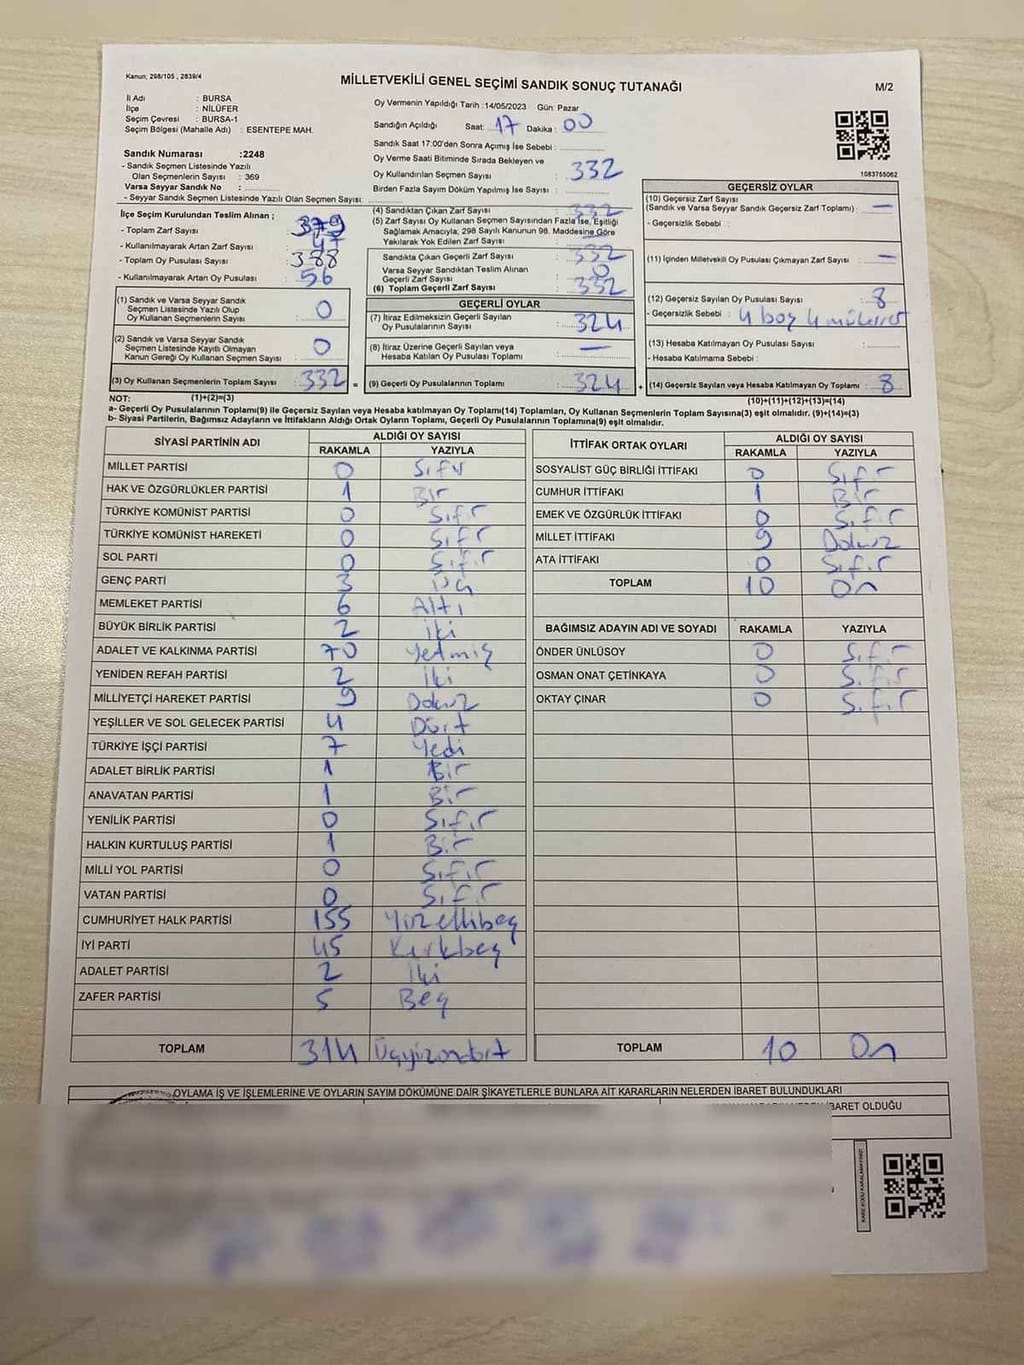 Kanun; 298/105 , 2839/4
MİLLETVEKİLİ GENEL SEÇİMİ SANDIK SONUÇ TUTANAĞI
M/2
İl Adı : BURSA
İlçe : NİLÜFER
Seçim Çevresi : BURSA-1
Seçim Bölgesi (Mahalle Adı) : ESENTEPE MAH.
Sandık Numarası :2248
- Sandık Seçmen Listesinde Yazılı
Olan Seçmenlerin Sayısı : 369
Varsa Seyyar Sandık No :
- Seyyar Sandık Seçmen Listesinde Yazılı Olan Seçmen Sayısı:
Oy Vermenin Yapıldığı Tarih :14/05/2023 Gün: Pazar
Sandığın Açıldığı Saat: 17 Dakika : 00
Sandık Saat 17:00'den Sonra Açımış İse Sebebi :
Oy Verme Saati Bitiminde Sırada Bekleyen ve
Oy Kullandırılan Seçmen Sayısı : 332
Birden Fazla Sayım Döküm Yapılmış İse Sayısı :
1083755062
İlçe Seçim Kurulundan Teslim Alınan ;
- Toplam Zarf Sayısı : 379
- Kullanılmayarak Artan Zarf Sayısı : 47
- Toplam Oy Pusulası Sayısı : 388
- Kullanılmayarak Artan Oy Pusulası : 56
(1) Sandık ve Varsa Seyyar Sandık
Seçmen Listesinde Yazılı Olup
Oy Kullanan Seçmenlerin Sayısı : 0
(2) Sandık ve Varsa Seyyar Sandık
Seçmen Listesinde Kayıtlı Olmayan
Kanun Gereği Oy Kullanan Seçmen Sayısı : 0
(3) Oy Kullanan Seçmenlerin Toplam Sayısı : 332 =
(4) Sandıktan Çıkan Zarf Sayısı : 332
(5) Zarf Sayısı Oy Kullanan Seçmen Sayısından Fazla İse, Eşitliği
Sağlamak Amacıyla; 298 Sayılı Kanunun 98. Maddesine Göre
Yakılarak Yok Edilen Zarf Sayısı :
Sandıkta Çıkan Geçerli Zarf Sayısı : 332
Varsa Seyyar Sandıktan Teslim Alınan
Geçerli Zarf Sayısı : 0
(6) Toplam Geçerli Zarf Sayısı : 332
GEÇERLİ OYLAR
(7) İtiraz Edilmeksizin Geçerli Sayılan
Oy Pusulalarının Sayısı : 324
(8) İtiraz Üzerine Geçerli Sayılan veya
Hesaba Katılan Oy Pusulası Toplamı : —
(9) Geçerli Oy Pusulalarının Toplamı : 324 +
GEÇERSİZ OYLAR
(10) Geçersiz Zarf Sayısı
(Sandık ve Varsa Seyyar Sandık Geçersiz Zarf Toplamı) : —
- Geçersizlik Sebebi :
(11) İçinden Milletvekili Oy Pusulası Çıkmayan Zarf Sayısı : —
(12) Geçersiz Sayılan Oy Pusulası Sayısı : 8
- Geçersizlik Sebebi : 4 boş 4 mükerrer
(13) Hesaba Katılmayan Oy Pusulası Sayısı :
- Hesaba Katılmama Sebebi :
(14) Geçersiz Sayılan veya Hesaba Katılmayan Oy Toplamı : 8
NOT: (1)+(2)=(3) (10)+(11)+(12)+(13)=(14)
a- Geçerli Oy Pusulalarının Toplamı(9) ile Geçersiz Sayılan veya Hesaba katılmayan Oy Toplamı(14) Toplamları, Oy Kullanan Seçmenlerin Toplam Sayısına(3) eşit olmalıdır. (9)+(14)=(3)
b- Siyasi Partilerin, Bağımsız Adayların ve İttifakların Aldığı Ortak Oyların Toplamı, Geçerli Oy Pusulalarının Toplamına(9) eşit olmalıdır.
SİYASİ PARTİNİN ADI ALDIĞI OY SAYISI
RAKAMLA YAZIYLA
MİLLET PARTİSİ 0 Sıfır
HAK VE ÖZGÜRLÜKLER PARTİSİ 1 Bir
TÜRKİYE KOMÜNİST PARTİSİ 0 Sıfır
TÜRKİYE KOMÜNİST HAREKETİ 0 Sıfır
SOL PARTİ 0 Sıfır
GENÇ PARTİ 3 Üç
MEMLEKET PARTİSİ 6 Altı
BÜYÜK BİRLİK PARTİSİ 2 İki
ADALET VE KALKINMA PARTİSİ 70 Yetmiş
YENİDEN REFAH PARTİSİ 2 İki
MİLLİYETÇİ HAREKET PARTİSİ 9 Dokuz
YEŞİLLER VE SOL GELECEK PARTİSİ 4 Dört
TÜRKİYE İŞÇİ PARTİSİ 7 Yedi
ADALET BİRLİK PARTİSİ 1 Bir
ANAVATAN PARTİSİ 1 Bir
YENİLİK PARTİSİ 0 Sıfır
HALKIN KURTULUŞ PARTİSİ 1 Bir
MİLLİ YOL PARTİSİ 0 Sıfır
VATAN PARTİSİ 0 Sıfır
CUMHURİYET HALK PARTİSİ 155 Yüzellibeş
İYİ PARTİ 45 Kırkbeş
ADALET PARTİSİ 2 İki
ZAFER PARTİSİ 5 Beş
TOPLAM 314 Üçyüzondört
İTTİFAK ORTAK OYLARI ALDIĞI OY SAYISI
RAKAMLA YAZIYLA
SOSYALİST GÜÇ BİRLİĞİ İTTİFAKI 0 Sıfır
CUMHUR İTTİFAKI 1 Bir
EMEK VE ÖZGÜRLÜK İTTİFAKI 0 Sıfır
MİLLET İTTİFAKI 9 Dokuz
ATA İTTİFAKI 0 Sıfır
TOPLAM 10 On
BAĞIMSIZ ADAYIN ADI VE SOYADI RAKAMLA YAZIYLA
ÖNDER ÜNLÜSOY 0 Sıfır
OSMAN ONAT ÇETİNKAYA 0 Sıfır
OKTAY ÇINAR 0 Sıfır
TOPLAM 10 On
OYLAMA İŞ VE İŞLEMLERİNE VE OYLARIN SAYIM DÖKÜMÜNE DAİR ŞİKAYETLERLE BUNLARA AİT KARARLARIN NELERDEN İBARET BULUNDUKLARI
İBARET OLDUĞU
KARE KODU KARALAMAYINIZ!